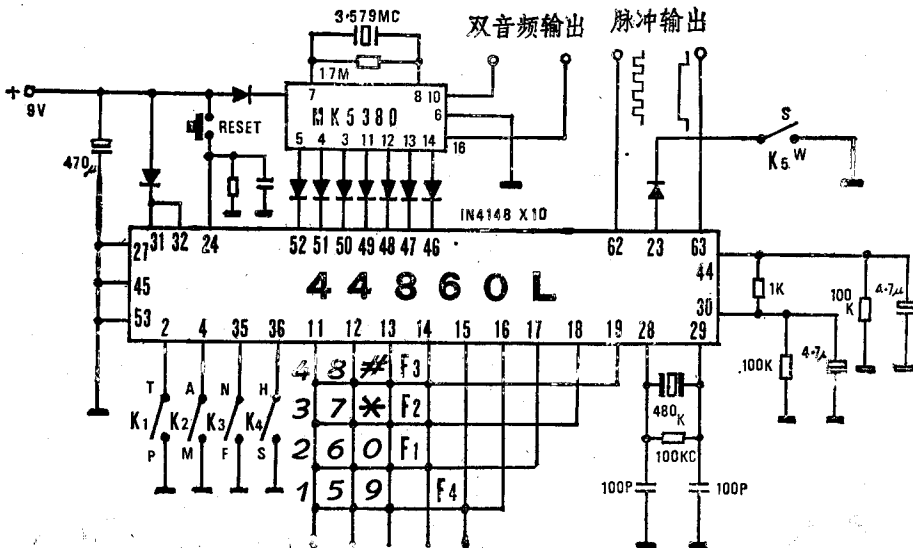 3·579MC
双音频输出
脉冲输出
17M
7
8
10
MK5380
6
16
5 4 3 11 12 13 14
+
9V
470μ
RESET
S
K5
W
IN4148 X10
31 32 24 52 51 50 49 48 47 46 62 23 63
27
45
53
44860L
44
30
2 4 35 36 11 12 13 14 15 16 17 18 19 28 29
1K
100K
4·7μ
100K
4·7μ
T A N H
K1 K2 K3 K4
P M F S
4 8 # F3
3 7 * F2
2 6 0 F1
1 5 9 F4
480K
100KC
100P
100P